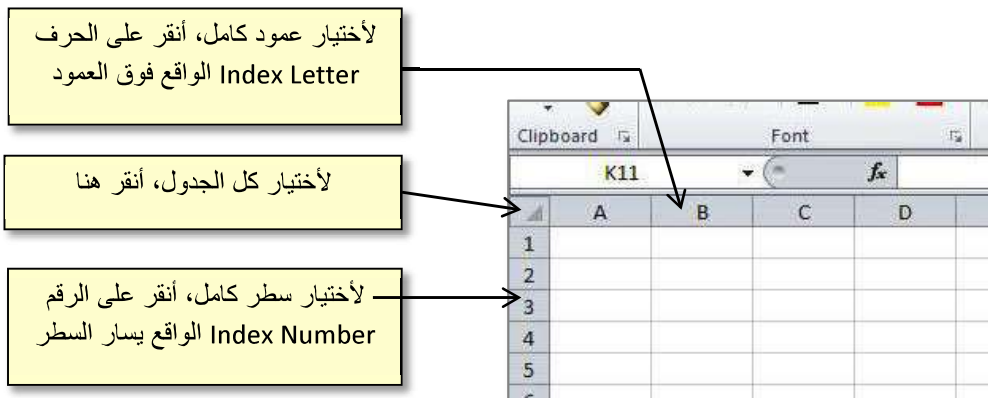 لأختيار عمود كامل، أنقر على الحرف
Index Letter الواقع فوق العمود
لأختيار كل الجدول، أنقر هنا
لأختيار سطر كامل، أنقر على الرقم
Index Number الواقع يسار السطر
Clipboard Font
K11 fx
A B C D
1
2
3
4
5